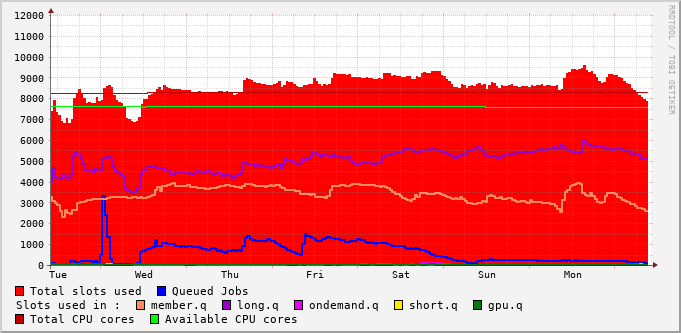 12000
11000
10000
9000
8000
7000
6000
5000
4000
3000
2000
1000
0
Tue Wed Thu Fri Sat Sun Mon
RRDTOOL / TOBI OETIKER
Total slots used Queued Jobs
Slots used in : member.q long.q ondemand.q short.q gpu.q
Total CPU cores Available CPU cores